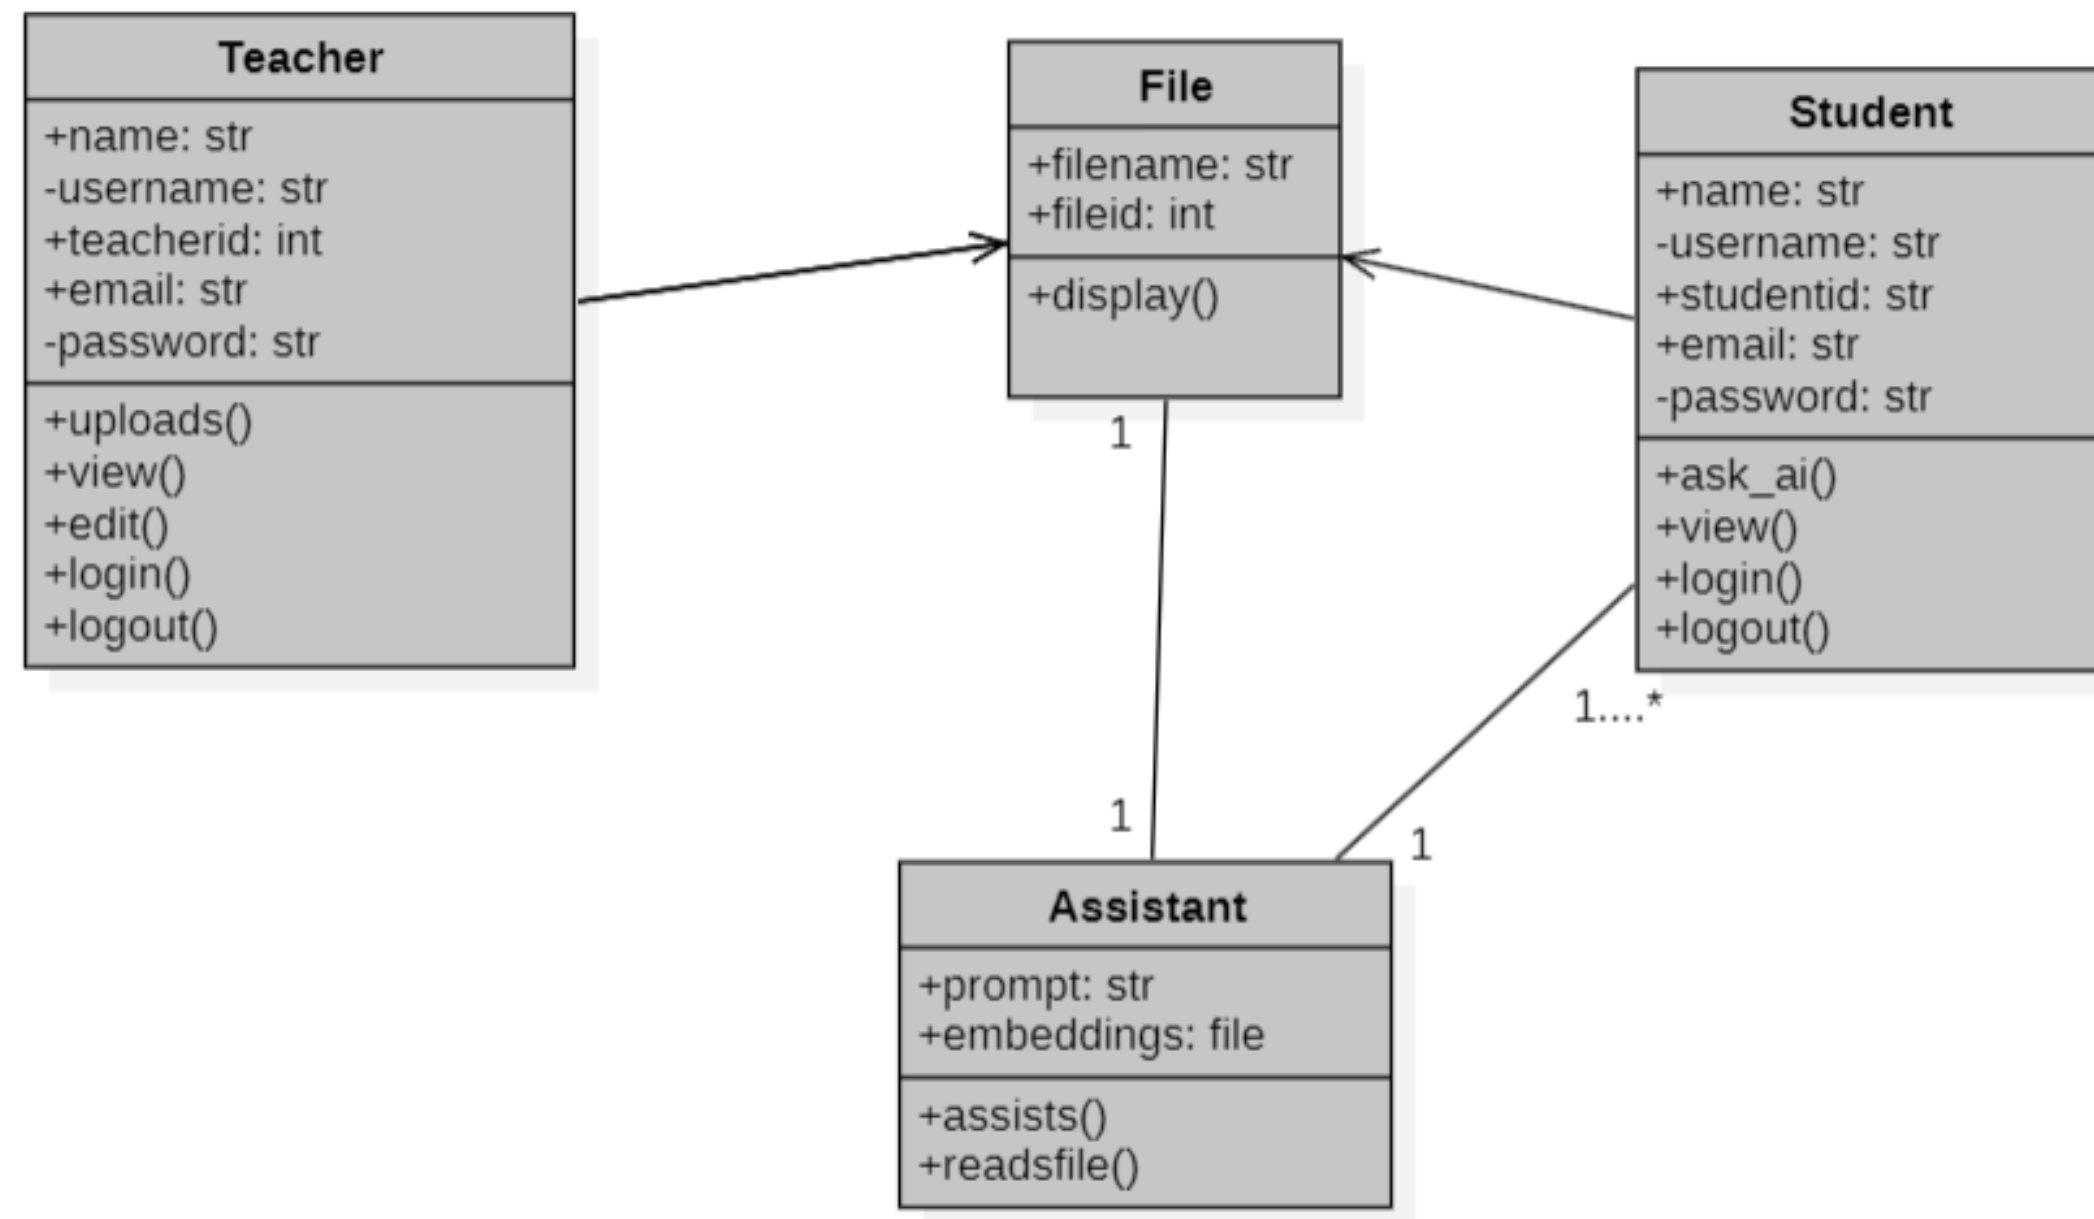 Teacher
+name: str
-username: str
+teacherid: int
+email: str
-password: str
+uploads()
+view()
+edit()
+login()
+logout()
File
+filename: str
+fileid: int
+display()
1
Student
+name: str
-username: str
+studentid: str
+email: str
-password: str
+ask_ai()
+view()
+login()
+logout()
1....*
1
1
Assistant
+prompt: str
+embeddings: file
+assists()
+readsfile()